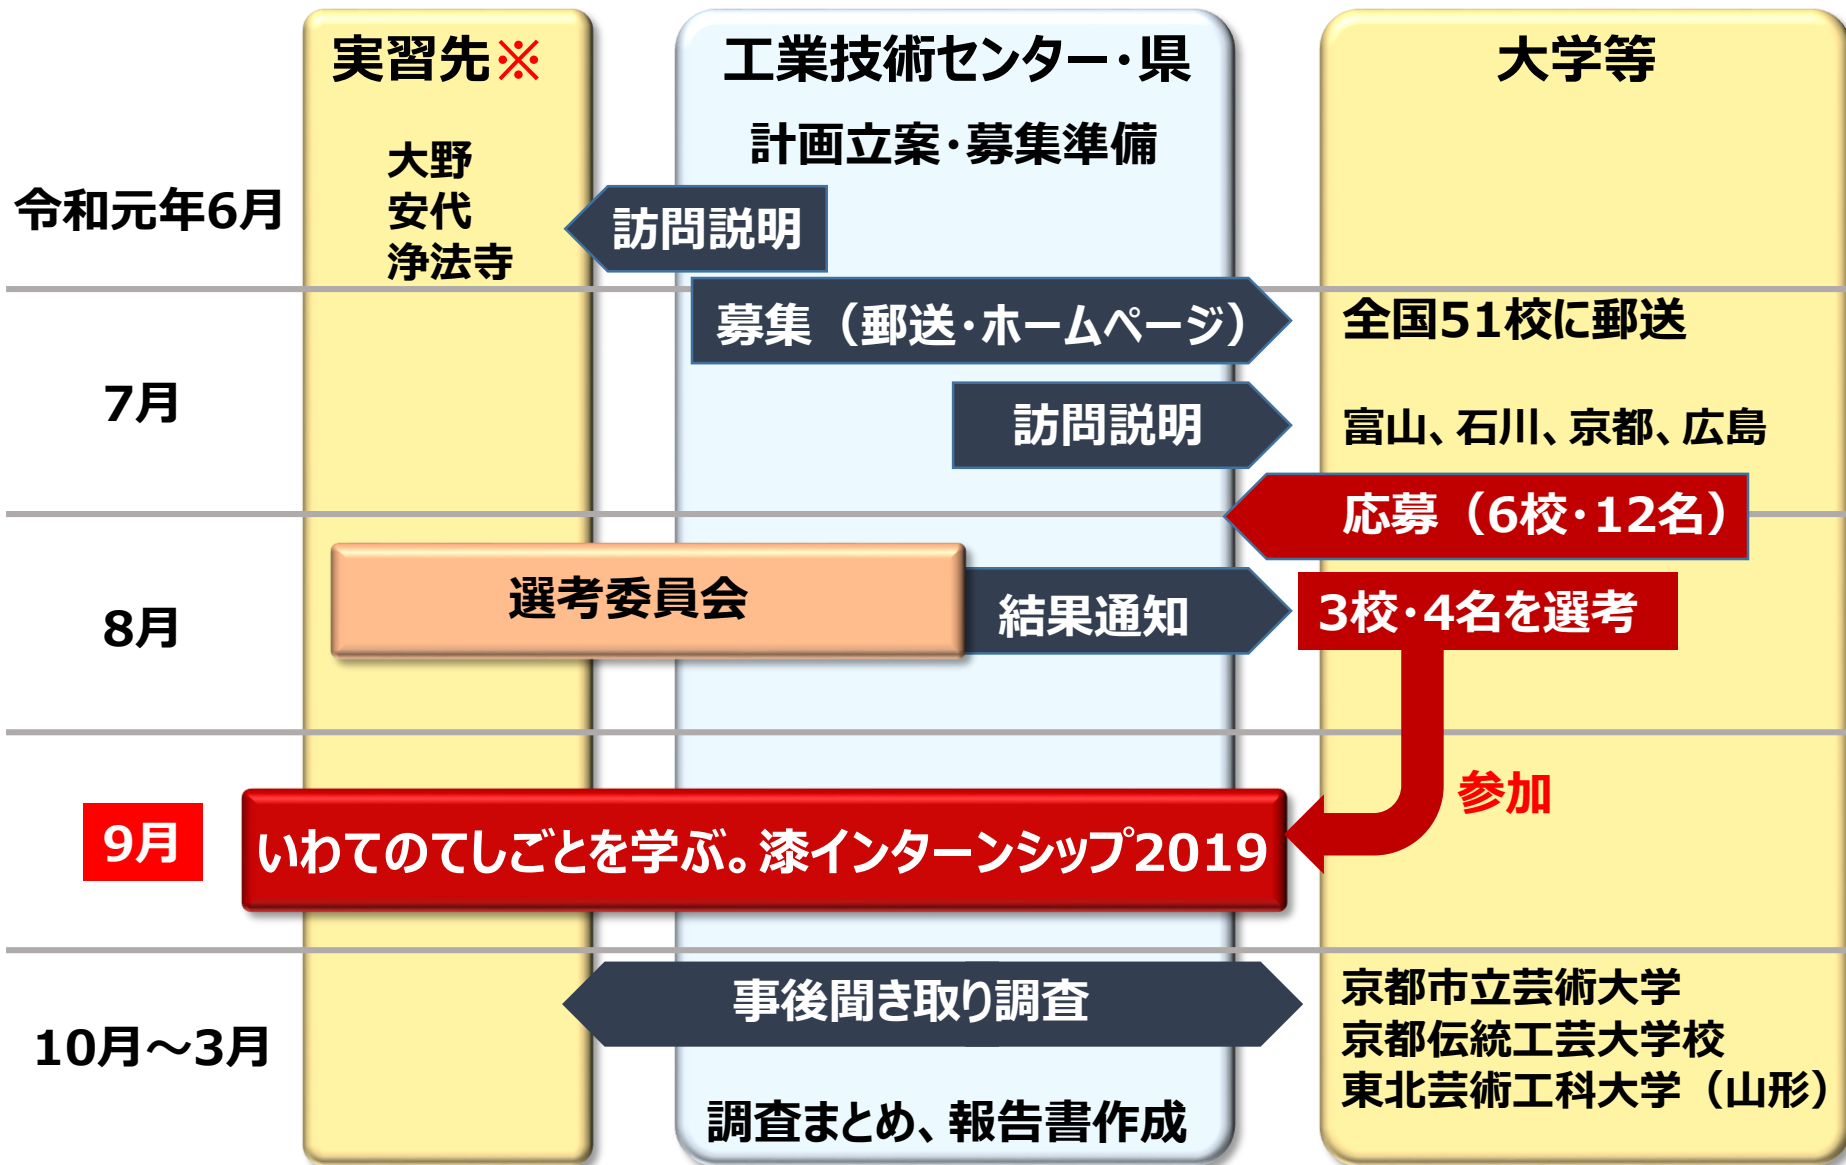 実習先※
工業技術センター・県
大学等
計画立案・募集準備
令和元年6月
大野
安代
浄法寺
訪問説明
募集（郵送・ホームページ）
全国51校に郵送
7月
訪問説明
富山、石川、京都、広島
応募（6校・12名）
8月
選考委員会
結果通知
3校・4名を選考
参加
9月
いわてのてしごとを学ぶ。漆インターンシップ2019
10月～3月
事後聞き取り調査
京都市立芸術大学
京都伝統工芸大学校
東北芸術工科大学（山形）
調査まとめ、報告書作成